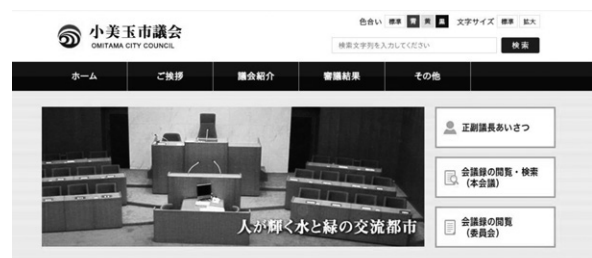 小美玉市議会
OMITAMA CITY COUNCIL
色合い 標準 青 黄 黒 文字サイズ 標準 拡大
検索文字列を入力してください 検索
ホーム ご挨拶 議会紹介 審議結果 その他
人が輝く水と緑の交流都市
正副議長あいさつ
会議録の閲覧・検索
（本会議）
会議録の閲覧
（委員会）